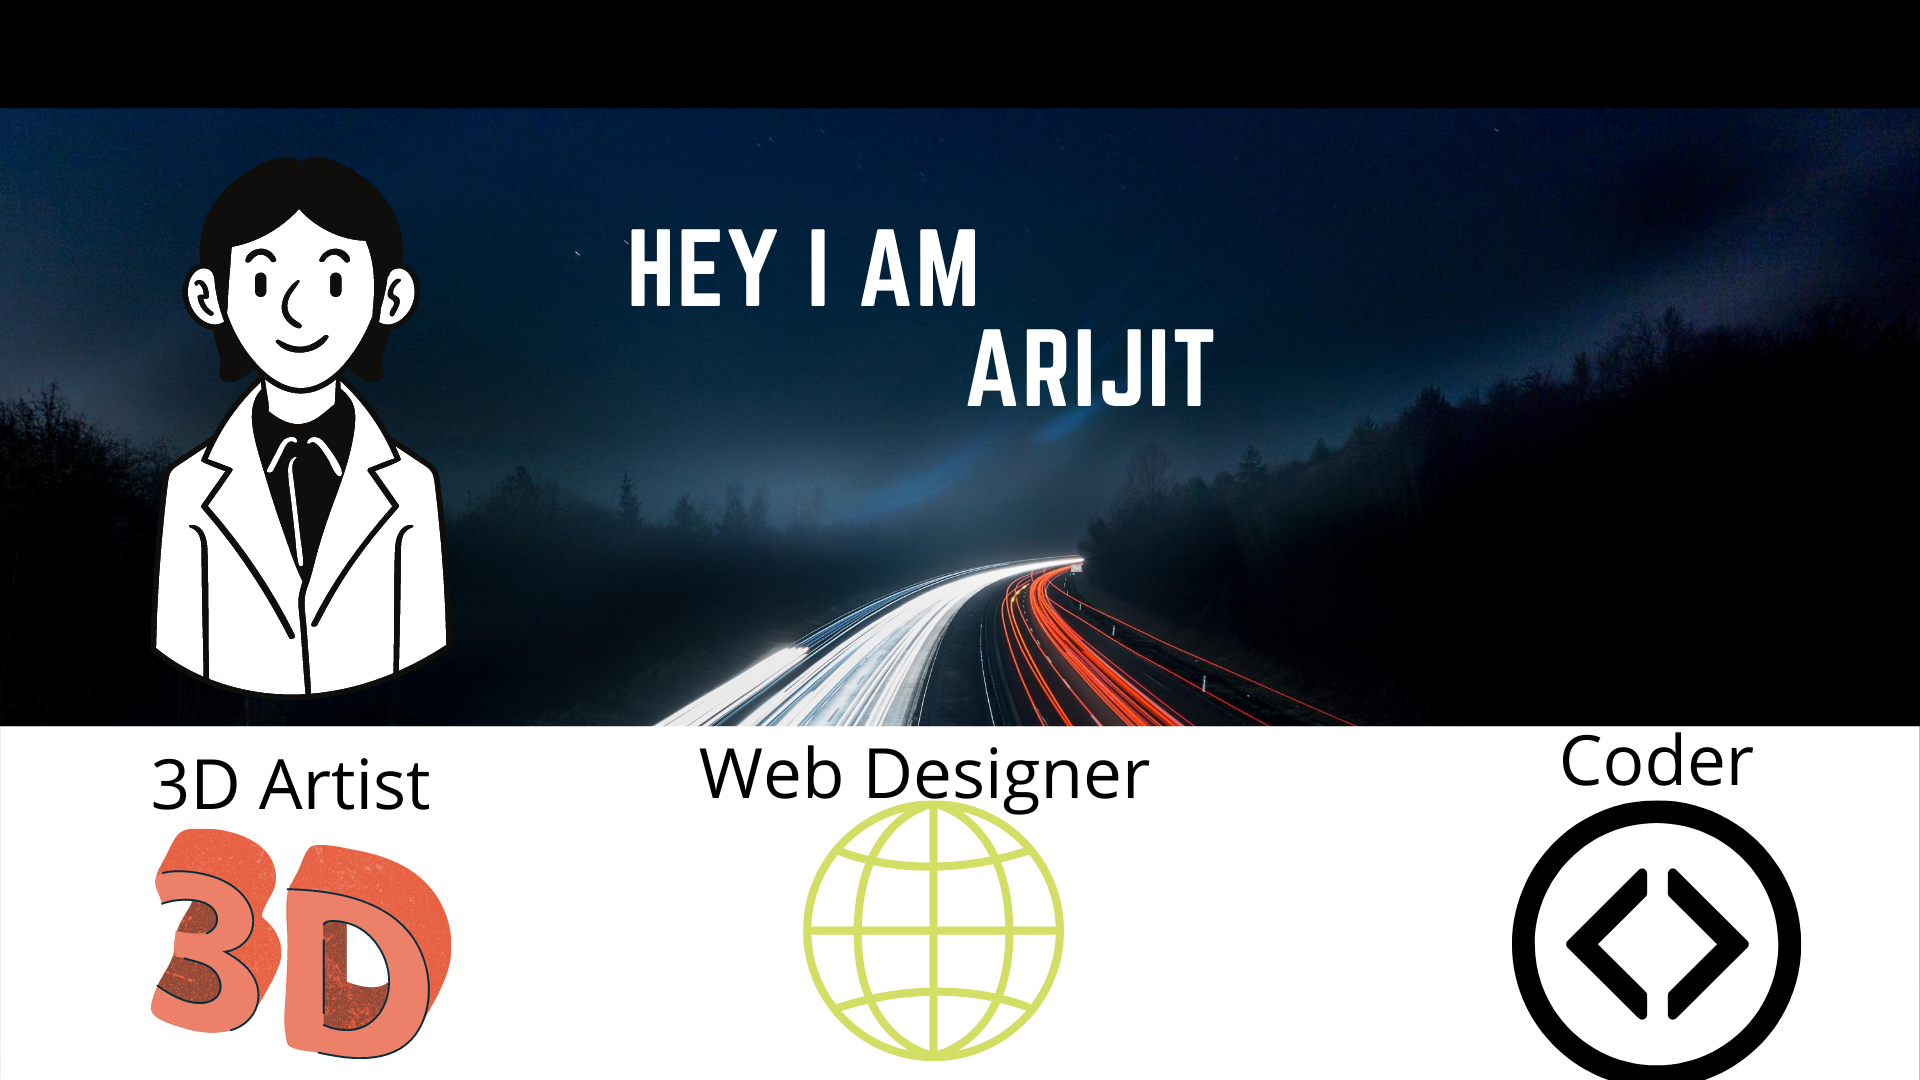 HEY I AM
ARIJIT
3D Artist
Web Designer
Coder
3D